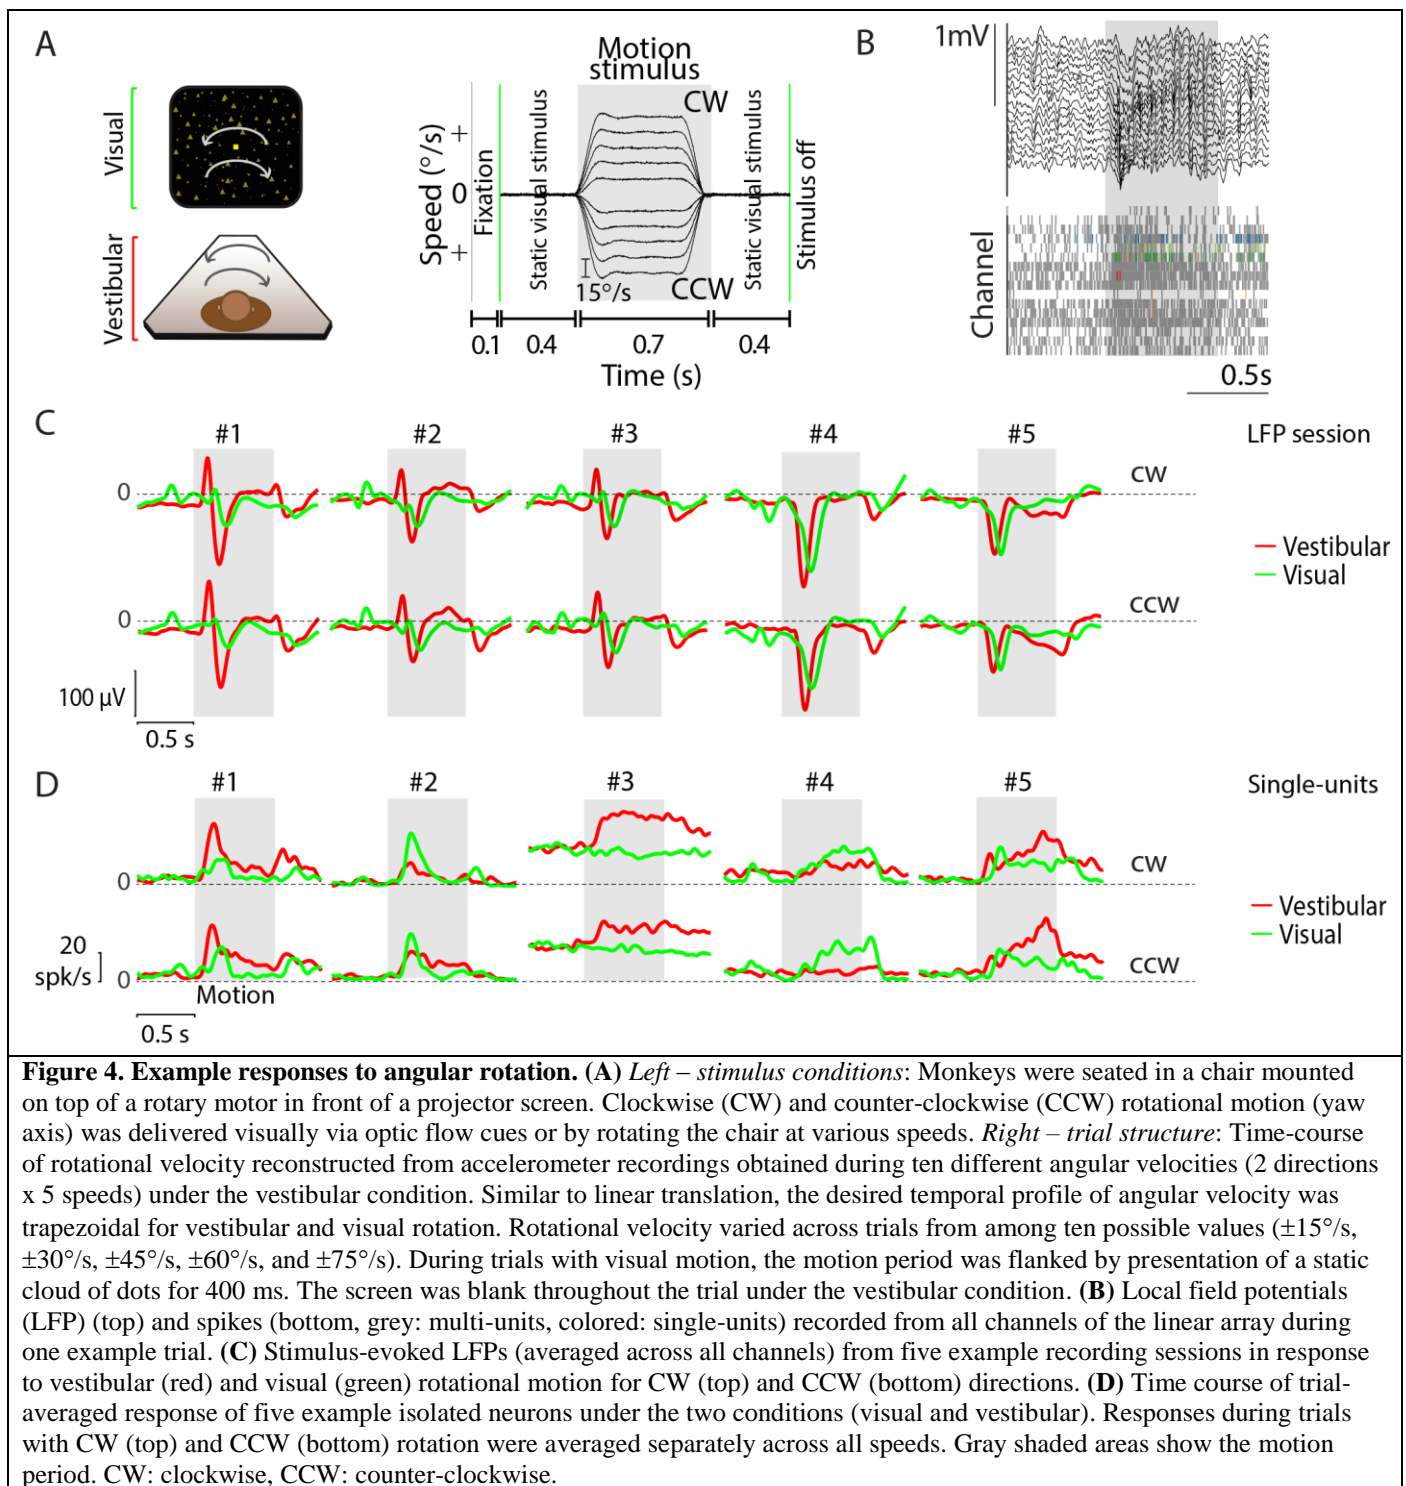 A
Visual
Vestibular
Motion
stimulus
CW
CCW
Speed (°/s)
+
0
+
Fixation
Static visual stimulus
Static visual stimulus
Stimulus off
15°/s
0.1
0.4
0.7
0.4
Time (s)
B
1mV
Channel
0.5s
C
#1
#2
#3
#4
#5
LFP session
0
CW
Vestibular
Visual
0
CCW
100 µV
0.5 s
D
#1
#2
#3
#4
#5
Single-units
0
CW
Vestibular
Visual
20
spk/s
0
CCW
Motion
0.5 s
Figure 4. Example responses to angular rotation. (A) Left – stimulus conditions: Monkeys were seated in a chair mounted
on top of a rotary motor in front of a projector screen. Clockwise (CW) and counter-clockwise (CCW) rotational motion (yaw
axis) was delivered visually via optic flow cues or by rotating the chair at various speeds. Right – trial structure: Time-course
of rotational velocity reconstructed from accelerometer recordings obtained during ten different angular velocities (2 directions
x 5 speeds) under the vestibular condition. Similar to linear translation, the desired temporal profile of angular velocity was
trapezoidal for vestibular and visual rotation. Rotational velocity varied across trials from among ten possible values (±15°/s,
±30°/s, ±45°/s, ±60°/s, and ±75°/s). During trials with visual motion, the motion period was flanked by presentation of a static
cloud of dots for 400 ms. The screen was blank throughout the trial under the vestibular condition. (B) Local field potentials
(LFP) (top) and spikes (bottom, grey: multi-units, colored: single-units) recorded from all channels of the linear array during
one example trial. (C) Stimulus-evoked LFPs (averaged across all channels) from five example recording sessions in response
to vestibular (red) and visual (green) rotational motion for CW (top) and CCW (bottom) directions. (D) Time course of trial-
averaged response of five example isolated neurons under the two conditions (visual and vestibular). Responses during trials
with CW (top) and CCW (bottom) rotation were averaged separately across all speeds. Gray shaded areas show the motion
period. CW: clockwise, CCW: counter-clockwise.